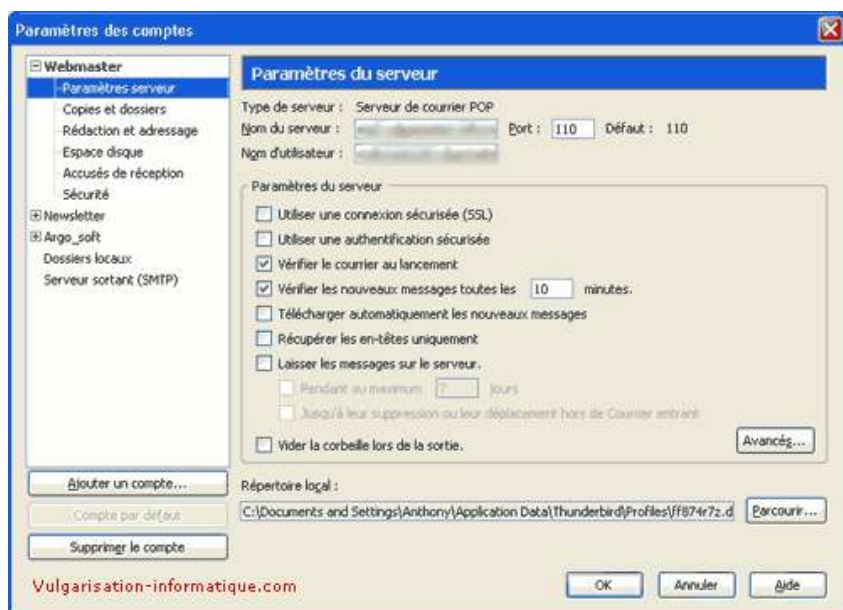 Paramètres des comptes
Webmaster
Paramètres serveur
Copies et dossiers
Rédaction et adressage
Espace disque
Accusés de réception
Sécurité
Newsletter
Argo_soft
Dossiers locaux
Serveur sortant (SMTP)
Ajouter un compte...
Compte par défaut
Supprimer le compte
Paramètres du serveur
Type de serveur : Serveur de courrier POP
Nom du serveur : Port : 110 Défaut : 110
Nom d'utilisateur :
Paramètres du serveur
Utiliser une connexion sécurisée (SSL)
Utiliser une authentification sécurisée
Vérifier le courrier au lancement
Vérifier les nouveaux messages toutes les 10 minutes.
Télécharger automatiquement les nouveaux messages
Récupérer les en-têtes uniquement
Laisser les messages sur le serveur.
Pendant au maximum 7 jours
Jusqu'à leur suppression ou leur déplacement hors de Courrier entrant
Vider la corbeille lors de la sortie.
Avancés...
Répertoire local :
C:\Documents and Settings\Anthony\Application Data\Thunderbird\Profiles\ff874r7z.d
Parcourir...
Vulgarisation-informatique.com
OK Annuler Aide